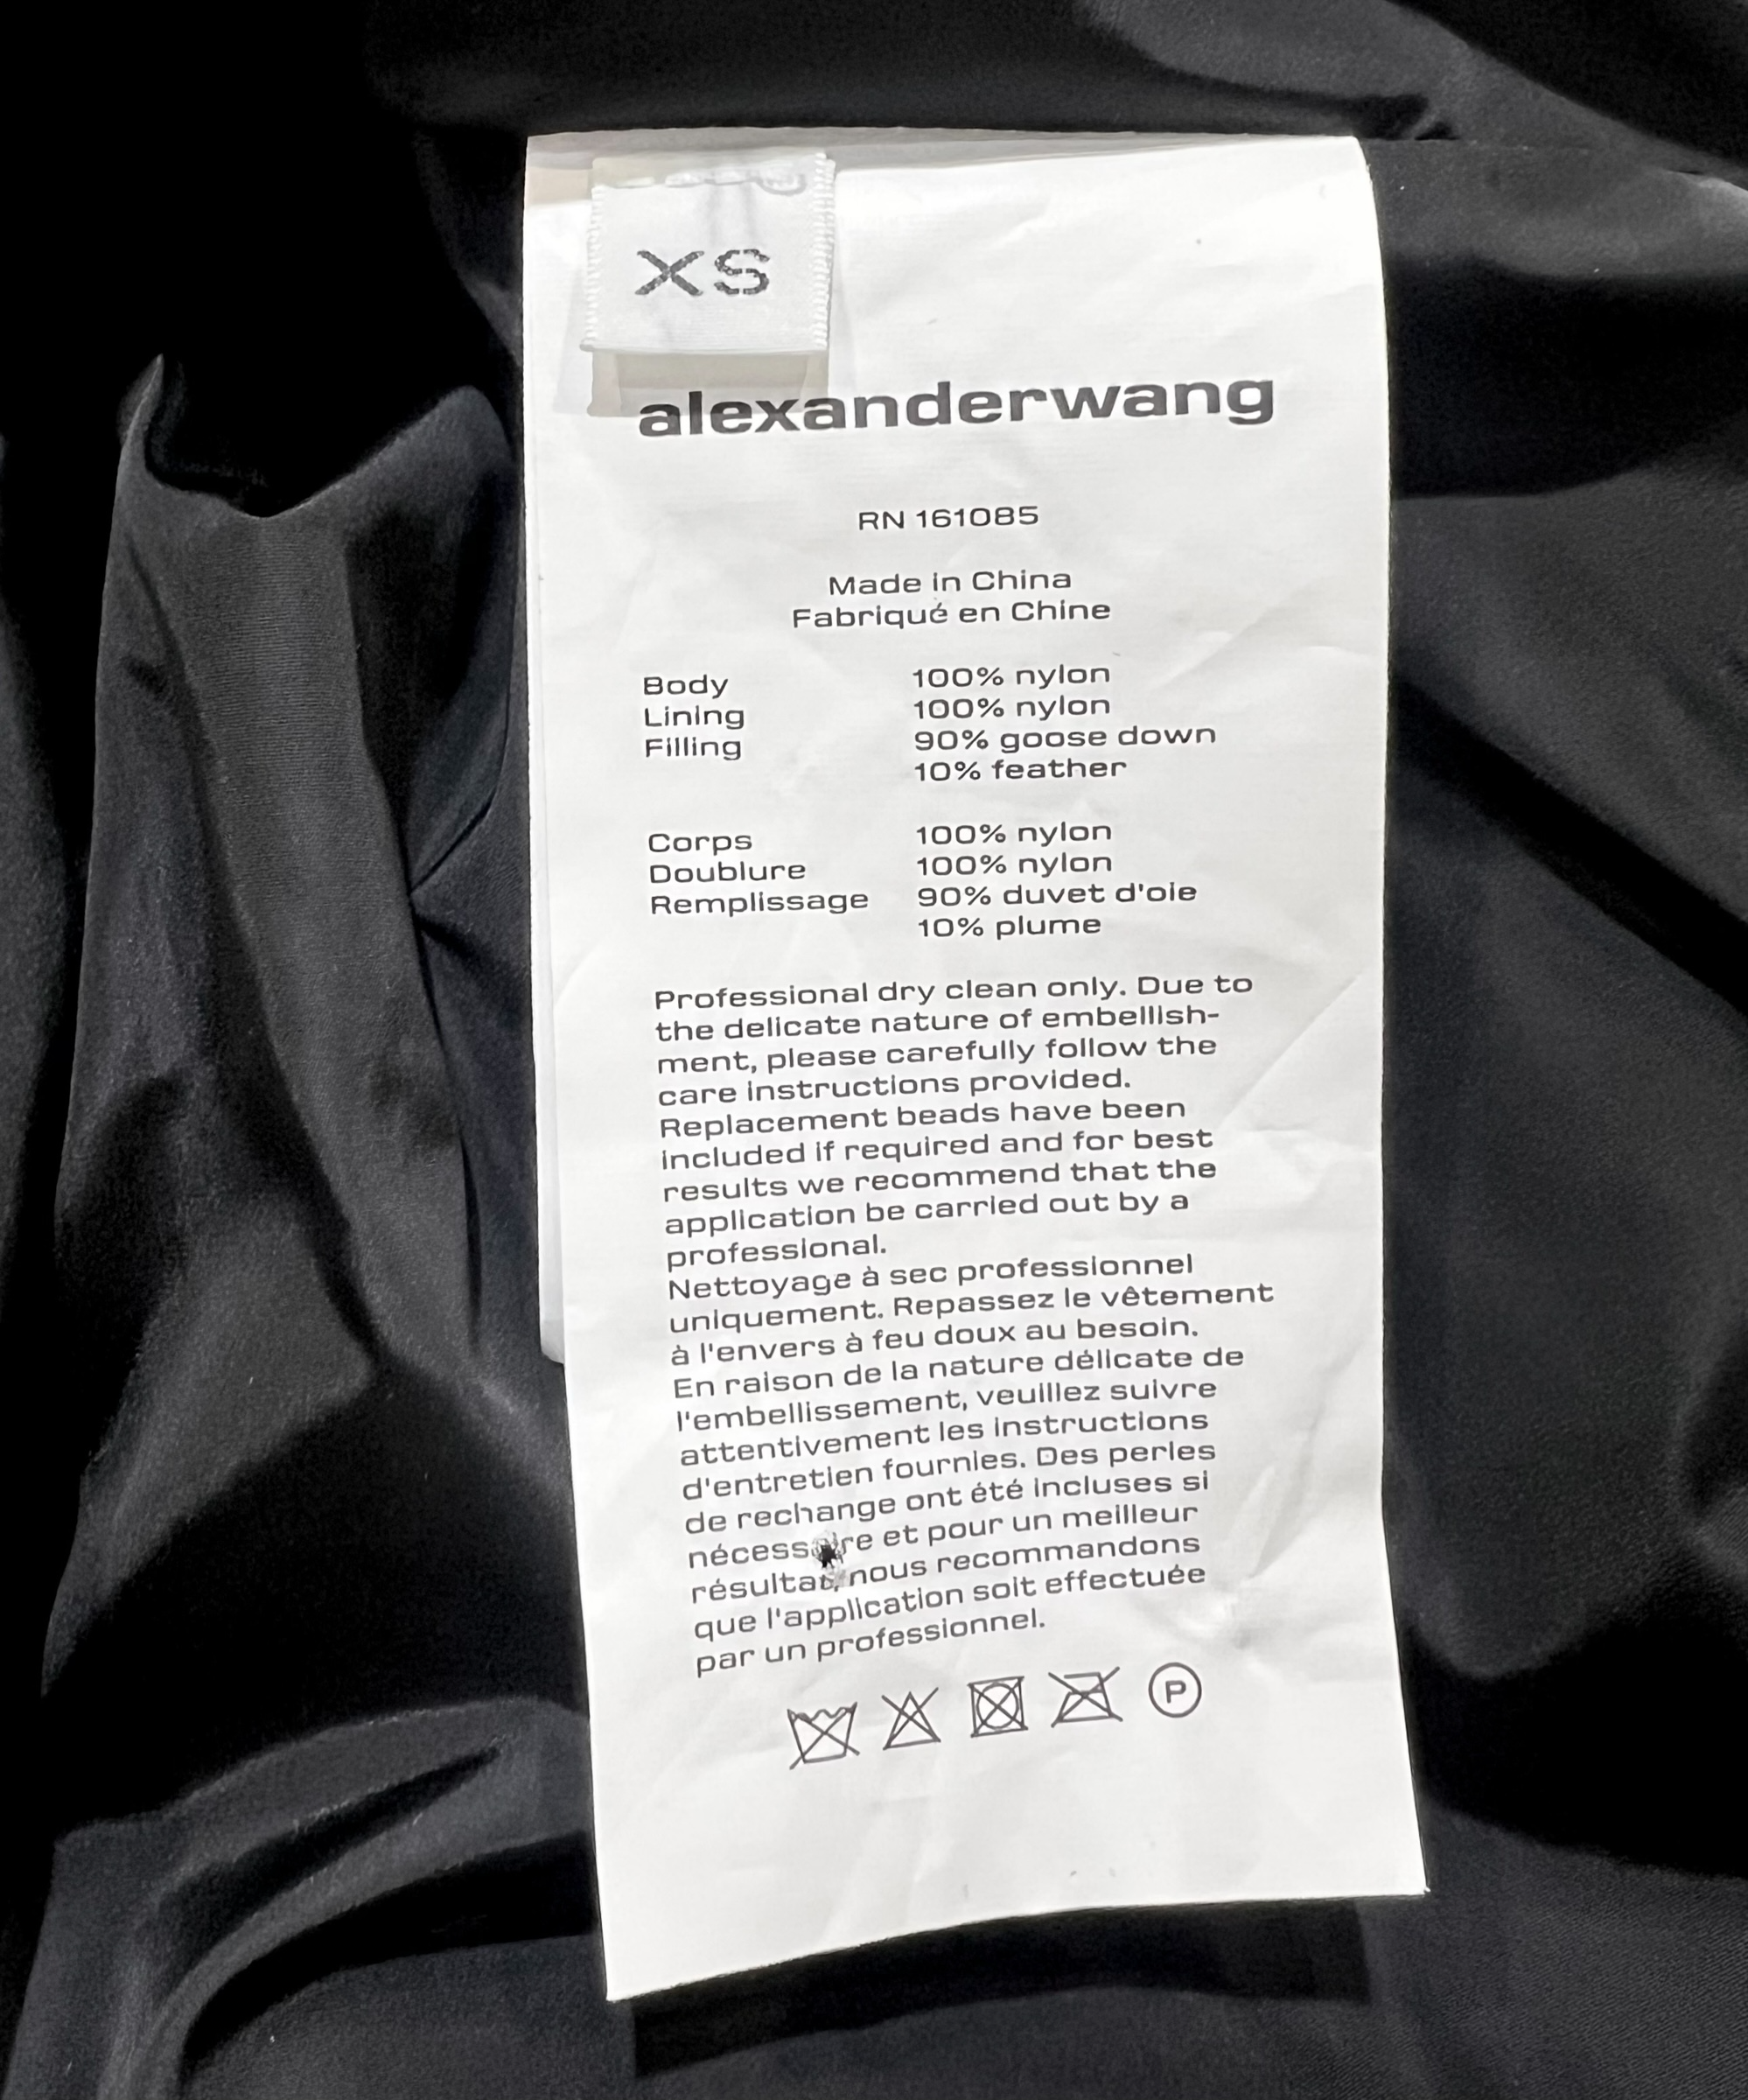 XS
alexanderwang
RN 161085
Made in China
Fabriqué en Chine
Body 100% nylon
Lining 100% nylon
Filling 90% goose down
10% feather
Corps 100% nylon
Doublure 100% nylon
Remplissage 90% duvet d'oie
10% plume
Professional dry clean only. Due to
the delicate nature of embellish-
ment, please carefully follow the
care instructions provided.
Replacement beads have been
included if required and for best
results we recommend that the
application be carried out by a
professional.
Nettoyage à sec professionnel
uniquement. Repassez le vêtement
à l'envers à feu doux au besoin.
En raison de la nature délicate de
l'embellissement, veuillez suivre
attentivement les instructions
d'entretien fournies. Des perles
de rechange ont été incluses si
nécessaire et pour un meilleur
résultat, nous recommandons
que l'application soit effectuée
par un professionnel.
P